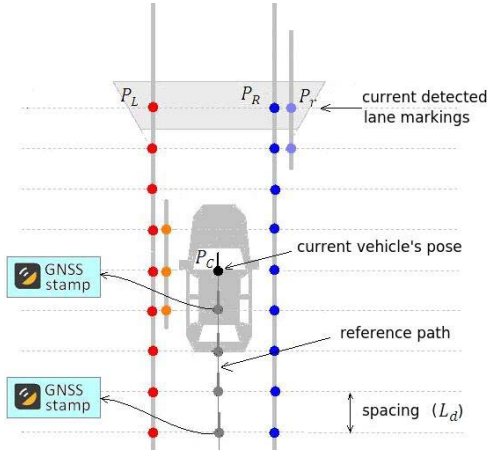 P_L
P_R
P_r
current detected
lane markings
P_C
current vehicle's pose
GNSS
stamp
reference path
GNSS
stamp
spacing (L_d)